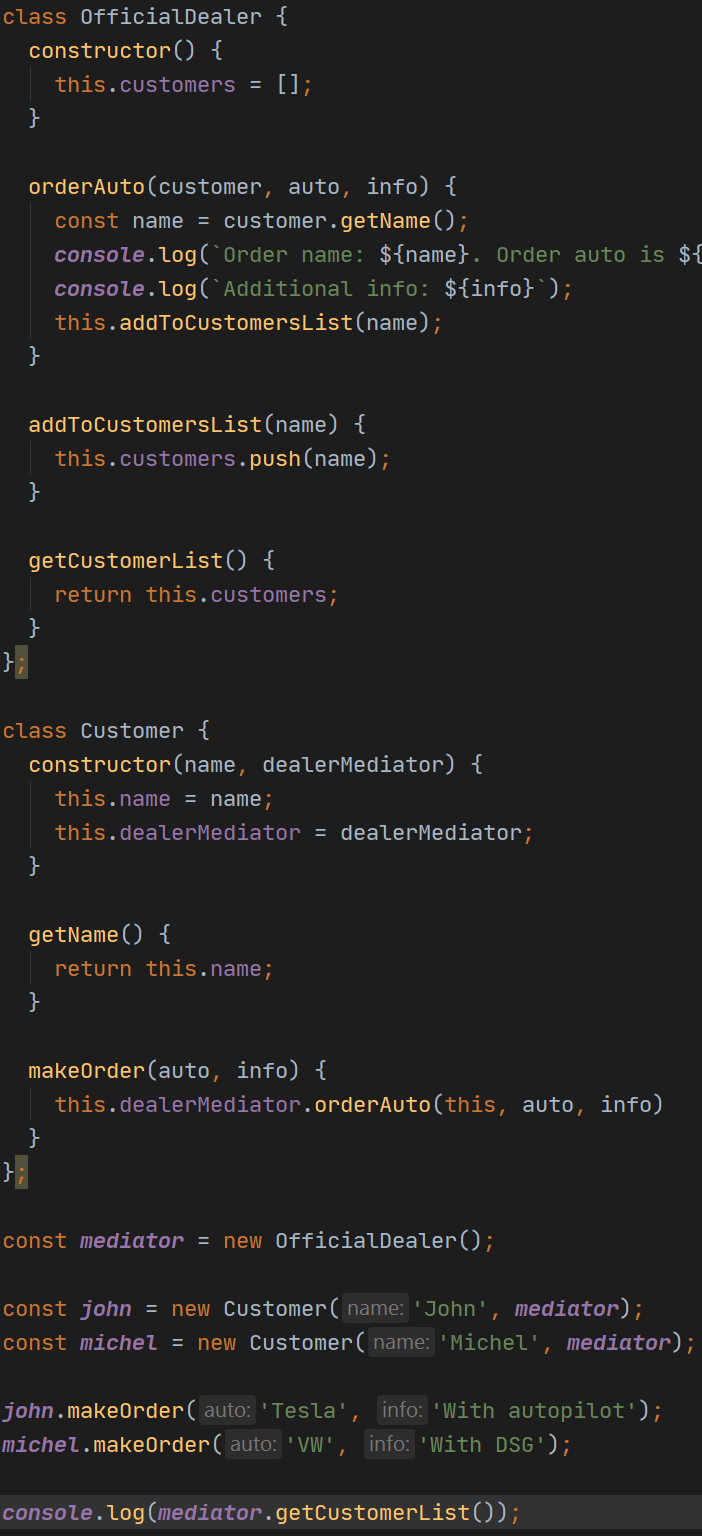 class OfficialDealer {
  constructor() {
    this.customers = [];
  }

  orderAuto(customer, auto, info) {
    const name = customer.getName();
    console.log(`Order name: ${name}. Order auto is ${
    console.log(`Additional info: ${info}`);
    this.addToCustomersList(name);
  }

  addToCustomersList(name) {
    this.customers.push(name);
  }

  getCustomerList() {
    return this.customers;
  }
};

class Customer {
  constructor(name, dealerMediator) {
    this.name = name;
    this.dealerMediator = dealerMediator;
  }

  getName() {
    return this.name;
  }

  makeOrder(auto, info) {
    this.dealerMediator.orderAuto(this, auto, info)
  }
};

const mediator = new OfficialDealer();

const john = new Customer( name: 'John', mediator);
const michel = new Customer( name: 'Michel', mediator);

john.makeOrder( auto: 'Tesla', info: 'With autopilot');
michel.makeOrder( auto: 'VW', info: 'With DSG');

console.log(mediator.getCustomerList());